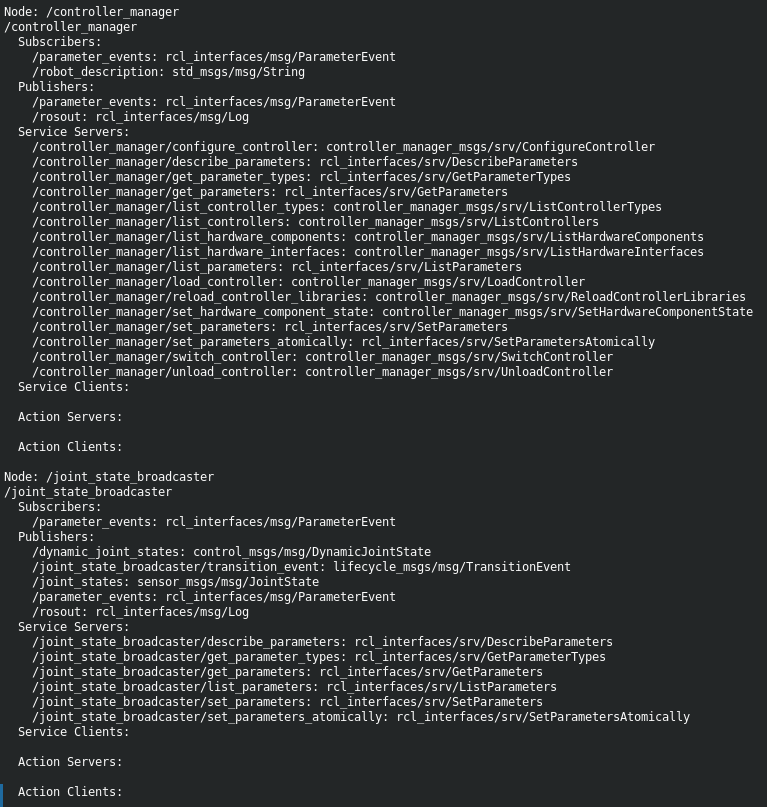 Node: /controller_manager
/controller_manager
  Subscribers:
    /parameter_events: rcl_interfaces/msg/ParameterEvent
    /robot_description: std_msgs/msg/String
  Publishers:
    /parameter_events: rcl_interfaces/msg/ParameterEvent
    /rosout: rcl_interfaces/msg/Log
  Service Servers:
    /controller_manager/configure_controller: controller_manager_msgs/srv/ConfigureController
    /controller_manager/describe_parameters: rcl_interfaces/srv/DescribeParameters
    /controller_manager/get_parameter_types: rcl_interfaces/srv/GetParameterTypes
    /controller_manager/get_parameters: rcl_interfaces/srv/GetParameters
    /controller_manager/list_controller_types: controller_manager_msgs/srv/ListControllerTypes
    /controller_manager/list_controllers: controller_manager_msgs/srv/ListControllers
    /controller_manager/list_hardware_components: controller_manager_msgs/srv/ListHardwareComponents
    /controller_manager/list_hardware_interfaces: controller_manager_msgs/srv/ListHardwareInterfaces
    /controller_manager/list_parameters: rcl_interfaces/srv/ListParameters
    /controller_manager/load_controller: controller_manager_msgs/srv/LoadController
    /controller_manager/reload_controller_libraries: controller_manager_msgs/srv/ReloadControllerLibraries
    /controller_manager/set_hardware_component_state: controller_manager_msgs/srv/SetHardwareComponentState
    /controller_manager/set_parameters: rcl_interfaces/srv/SetParameters
    /controller_manager/set_parameters_atomically: rcl_interfaces/srv/SetParametersAtomically
    /controller_manager/switch_controller: controller_manager_msgs/srv/SwitchController
    /controller_manager/unload_controller: controller_manager_msgs/srv/UnloadController
  Service Clients:
  Action Servers:
  Action Clients:
Node: /joint_state_broadcaster
/joint_state_broadcaster
  Subscribers:
    /parameter_events: rcl_interfaces/msg/ParameterEvent
  Publishers:
    /dynamic_joint_states: control_msgs/msg/DynamicJointState
    /joint_state_broadcaster/transition_event: lifecycle_msgs/msg/TransitionEvent
    /joint_states: sensor_msgs/msg/JointState
    /parameter_events: rcl_interfaces/msg/ParameterEvent
    /rosout: rcl_interfaces/msg/Log
  Service Servers:
    /joint_state_broadcaster/describe_parameters: rcl_interfaces/srv/DescribeParameters
    /joint_state_broadcaster/get_parameter_types: rcl_interfaces/srv/GetParameterTypes
    /joint_state_broadcaster/get_parameters: rcl_interfaces/srv/GetParameters
    /joint_state_broadcaster/list_parameters: rcl_interfaces/srv/ListParameters
    /joint_state_broadcaster/set_parameters: rcl_interfaces/srv/SetParameters
    /joint_state_broadcaster/set_parameters_atomically: rcl_interfaces/srv/SetParametersAtomically
  Service Clients:
  Action Servers:
  Action Clients: